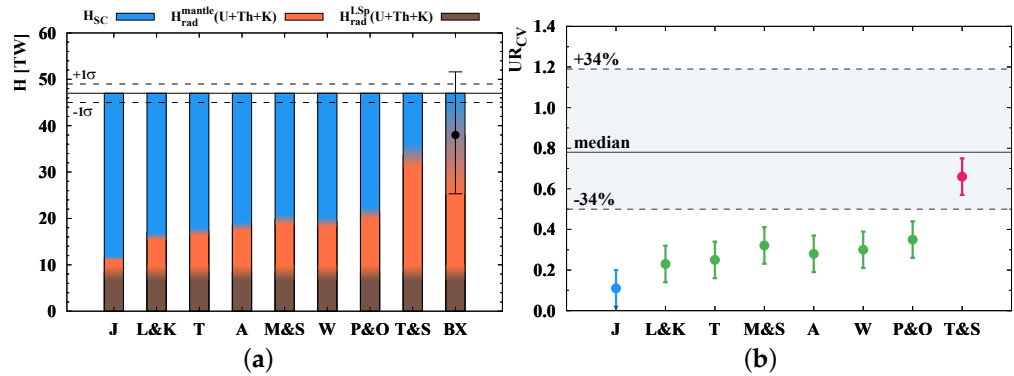 H_SC H_rad^mantle(U+Th+K) H_rad^LSp(U+Th+K)
H [TW]
60
50
40
30
20
10
0
+1σ
-1σ
J L&K T A M&S W P&O T&S BX
(a)
UR_CV
1.4
1.2
1.0
0.8
0.6
0.4
0.2
0.0
+34%
median
-34%
J L&K T M&S A W P&O T&S
(b)